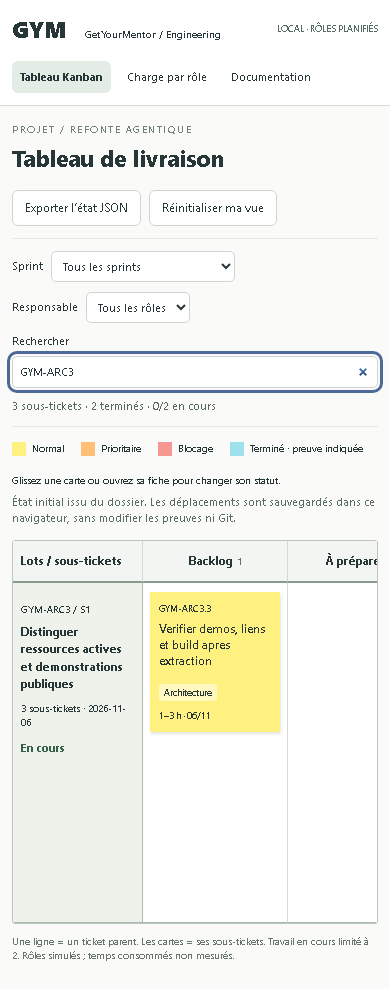 GYM
GetYourMentor / Engineering
LOCAL · RÔLES PLANIFIÉS
Tableau Kanban
Charge par rôle
Documentation
PROJET / REFONTE AGENTIQUE
Tableau de livraison
Exporter l'état JSON
Réinitialiser ma vue
Sprint
Tous les sprints
Responsable
Tous les rôles
Rechercher
GYM-ARC3
3 sous-tickets · 2 terminés · 0/2 en cours
Normal
Prioritaire
Blocage
Terminé · preuve indiquée
Glissez une carte ou ouvrez sa fiche pour changer son statut.
État initial issu du dossier. Les déplacements sont sauvegardés dans ce
navigateur, sans modifier les preuves ni Git.
Lots / sous-tickets
Backlog 1
À prépare
GYM-ARC3 / S1
Distinguer
ressources actives
et demonstrations
publiques
3 sous-tickets · 2026-11-
06
En cours
GYM-ARC3.3
Verifier demos, liens
et build apres
extraction
Architecture
1–3 h · 06/11
Une ligne = un ticket parent. Les cartes = ses sous-tickets. Travail en cours limité à
2. Rôles simulés ; temps consommés non mesurés.